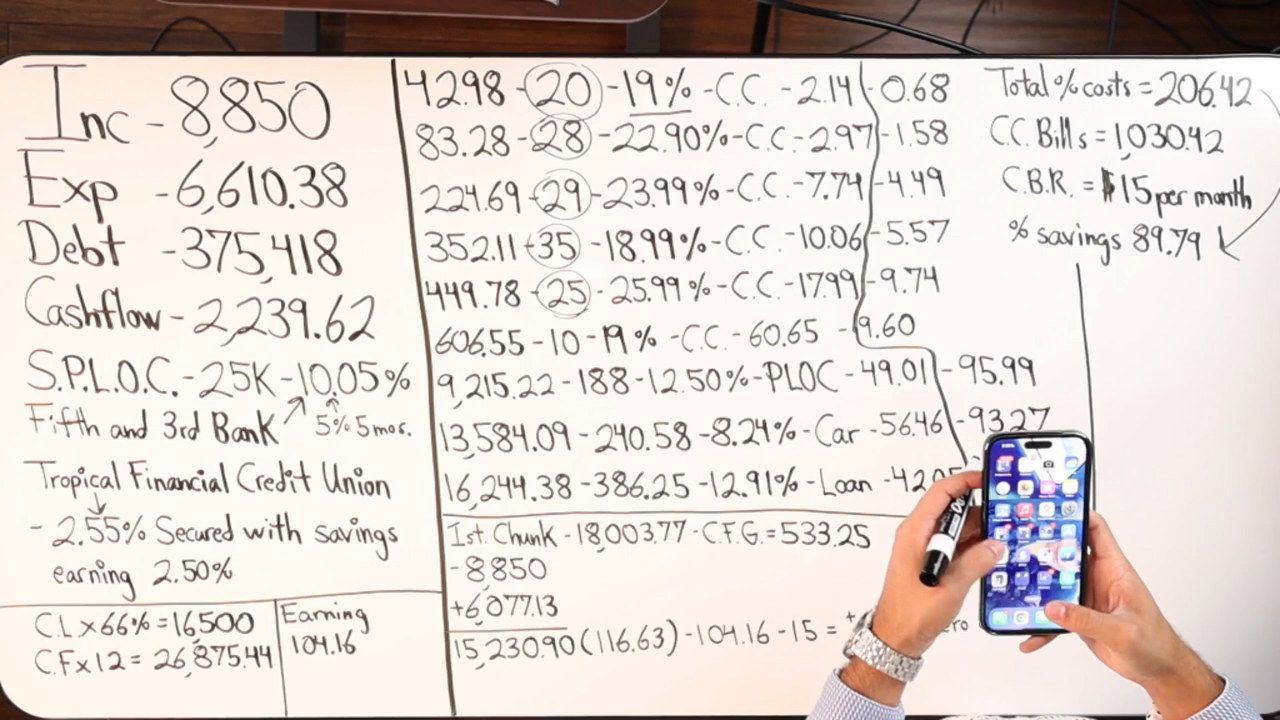 Inc - 8,850
Exp - 6,610.38
Debt - 375,418
Cashflow - 2,239.62
S.P.L.O.C. - 25K - 10.05%
Fifth and 3rd Bank 5% 5mos.
Tropical Financial Credit Union
- 2.55% Secured with savings
earning 2.50%
C.L x 66% = 16,500
C.F x 12 = 26,875.44
Earning
104.16
42.98 - 20 - 19% - C.C. - 2.14 - 0.68
83.28 - 28 - 22.90% - C.C. - 2.97 - 1.58
224.69 - 29 - 23.99% - C.C. - 7.74 - 4.49
352.11 - 35 - 18.99% - C.C. - 10.06 - 5.57
449.78 - 25 - 25.99% - C.C. - 17.99 - 9.74
606.55 - 10 - 19% - C.C. - 60.65 - 9.60
9,215.22 - 188 - 12.50% - PLOC - 49.01 - 95.99
13,584.09 - 240.58 - 8.24% - Car - 56.46 - 93.27
16,244.38 - 386.25 - 12.91% - Loan - 42.05
1st. Chunk - 18,003.77 - C.F.G. = 533.25
- 8,850
+ 6,077.13
15,230.90 (116.63) - 104.16 - 15 =
Total % costs = 206.42
C.C. Bills = 1,030.42
C.B.R. = $15 per month
% savings 89.79